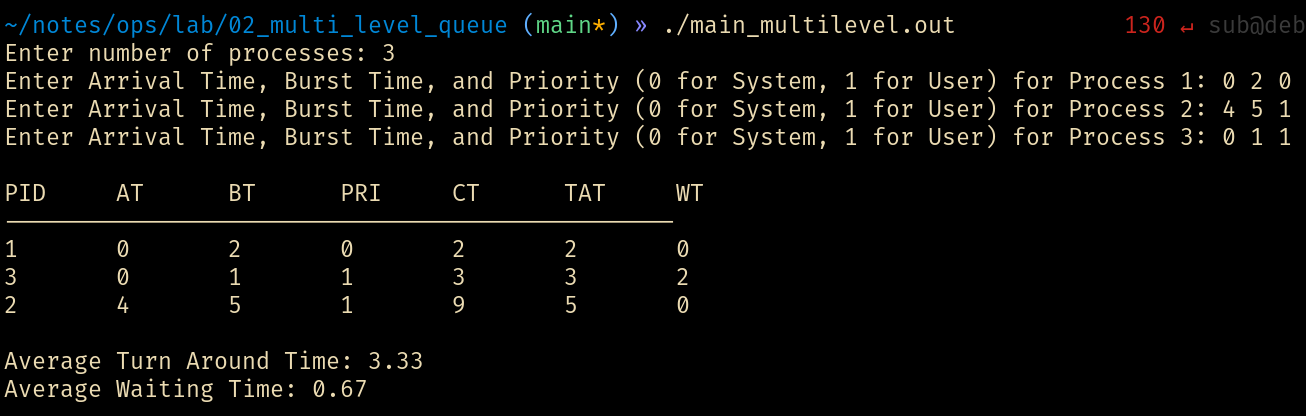 ~/notes/ops/lab/02_multi_level_queue (main*) » ./main_multilevel.out 130 ↵ sub@deb
Enter number of processes: 3
Enter Arrival Time, Burst Time, and Priority (0 for System, 1 for User) for Process 1: 0 2 0
Enter Arrival Time, Burst Time, and Priority (0 for System, 1 for User) for Process 2: 4 5 1
Enter Arrival Time, Burst Time, and Priority (0 for System, 1 for User) for Process 3: 0 1 1
PID AT BT PRI CT TAT WT
1 0 2 0 2 2 0
3 0 1 1 3 3 2
2 4 5 1 9 5 0
Average Turn Around Time: 3.33
Average Waiting Time: 0.67